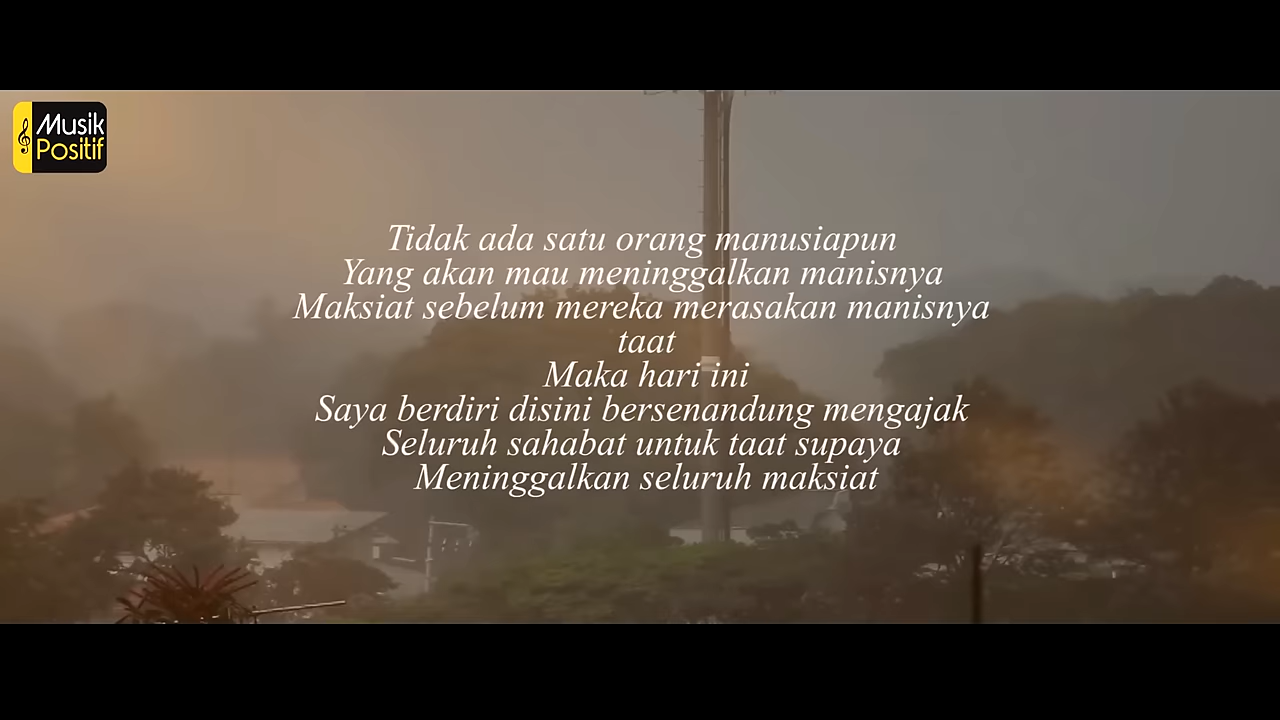 Musik
Positif
Tidak ada satu orang manusiapun
Yang akan mau meninggalkan manisnya
Maksiat sebelum mereka merasakan manisnya
taat
Maka hari ini
Saya berdiri disini bersenandung mengajak
Seluruh sahabat untuk taat supaya
Meninggalkan seluruh maksiat